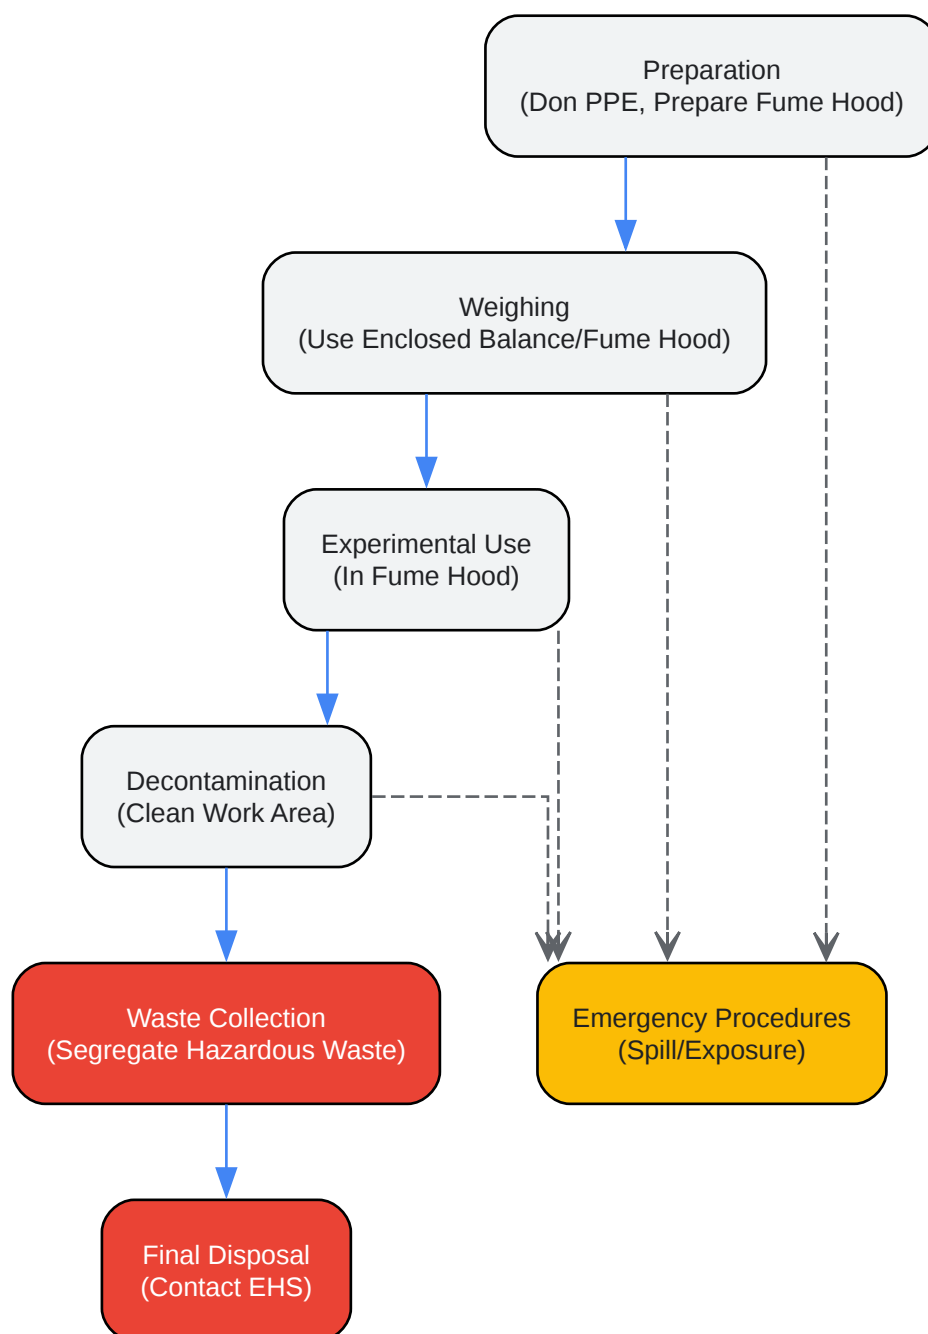 Preparation
(Don PPE, Prepare Fume Hood)
Weighing
(Use Enclosed Balance/Fume Hood)
Experimental Use
(In Fume Hood)
Decontamination
(Clean Work Area)
Waste Collection
(Segregate Hazardous Waste)
Emergency Procedures
(Spill/Exposure)
Final Disposal
(Contact EHS)